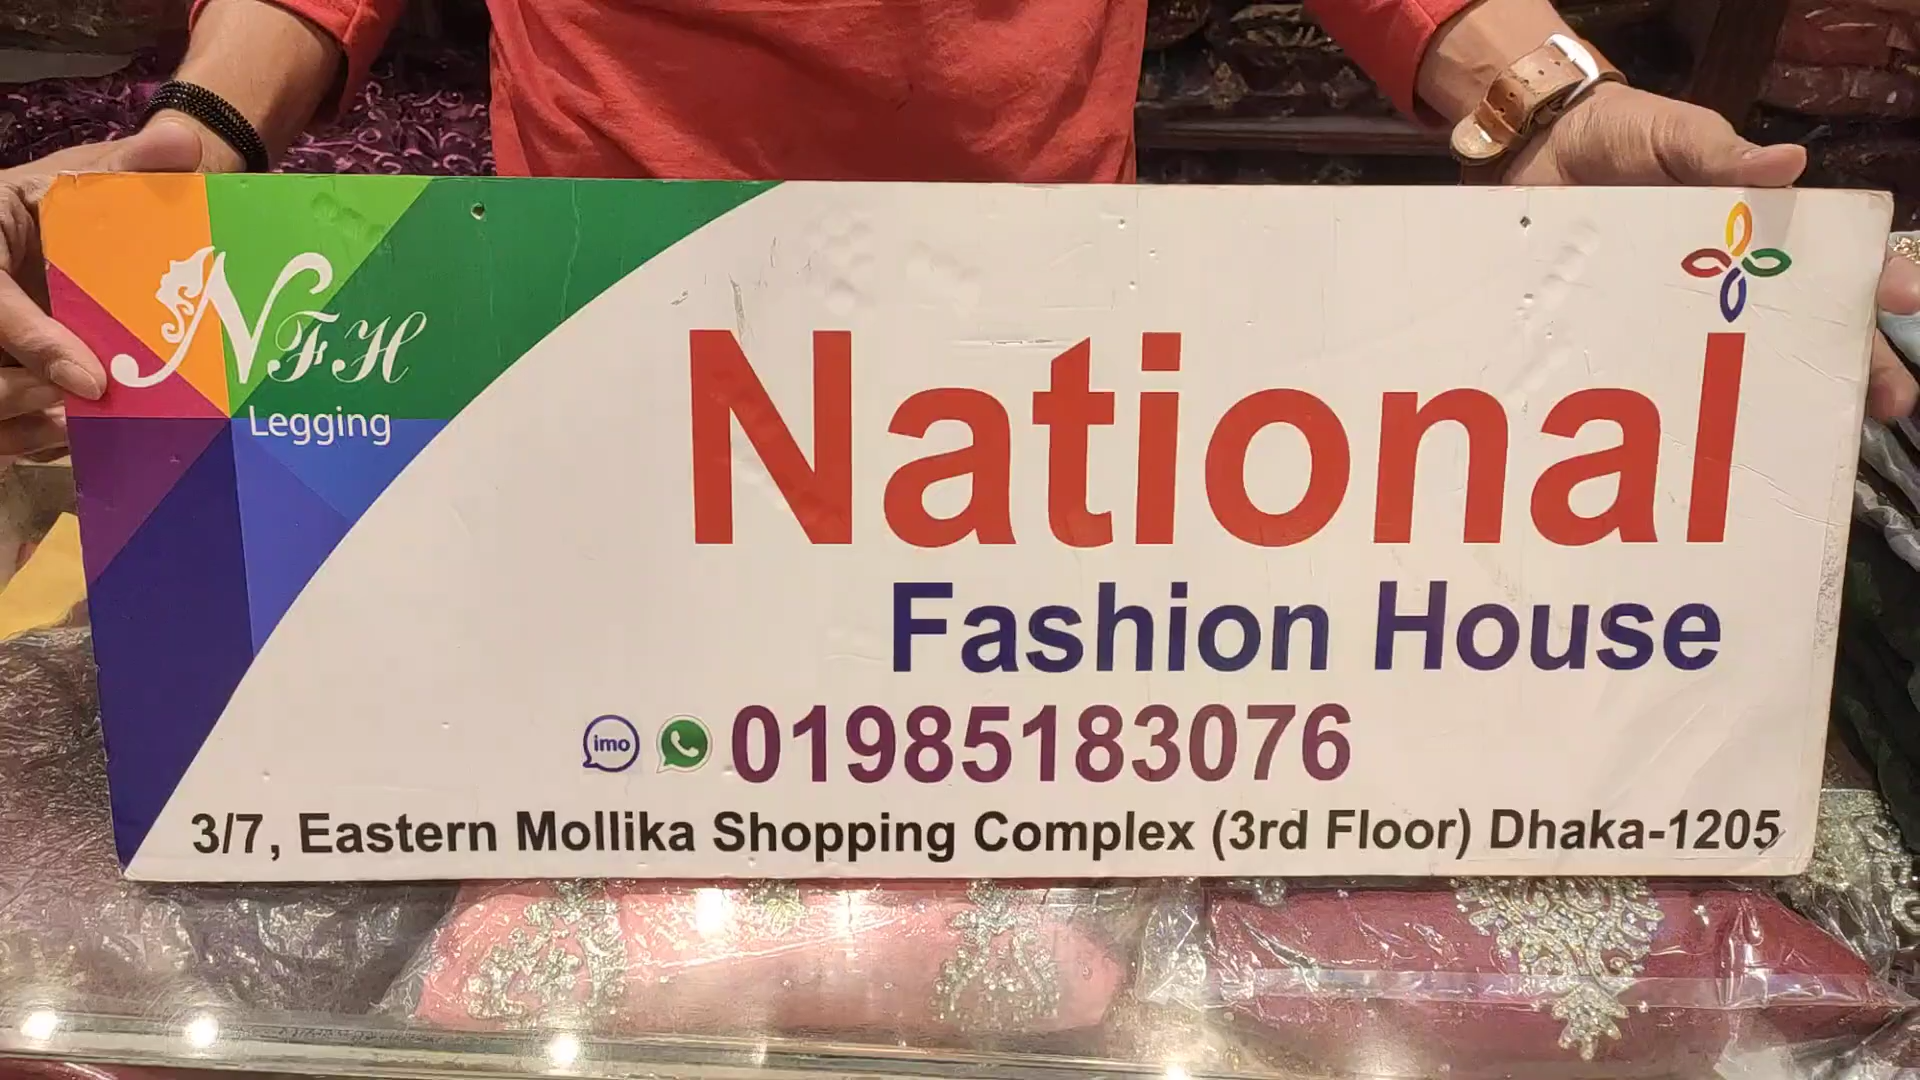 NFH
Legging
National
Fashion House
imo 01985183076
3/7, Eastern Mollika Shopping Complex (3rd Floor) Dhaka-1205